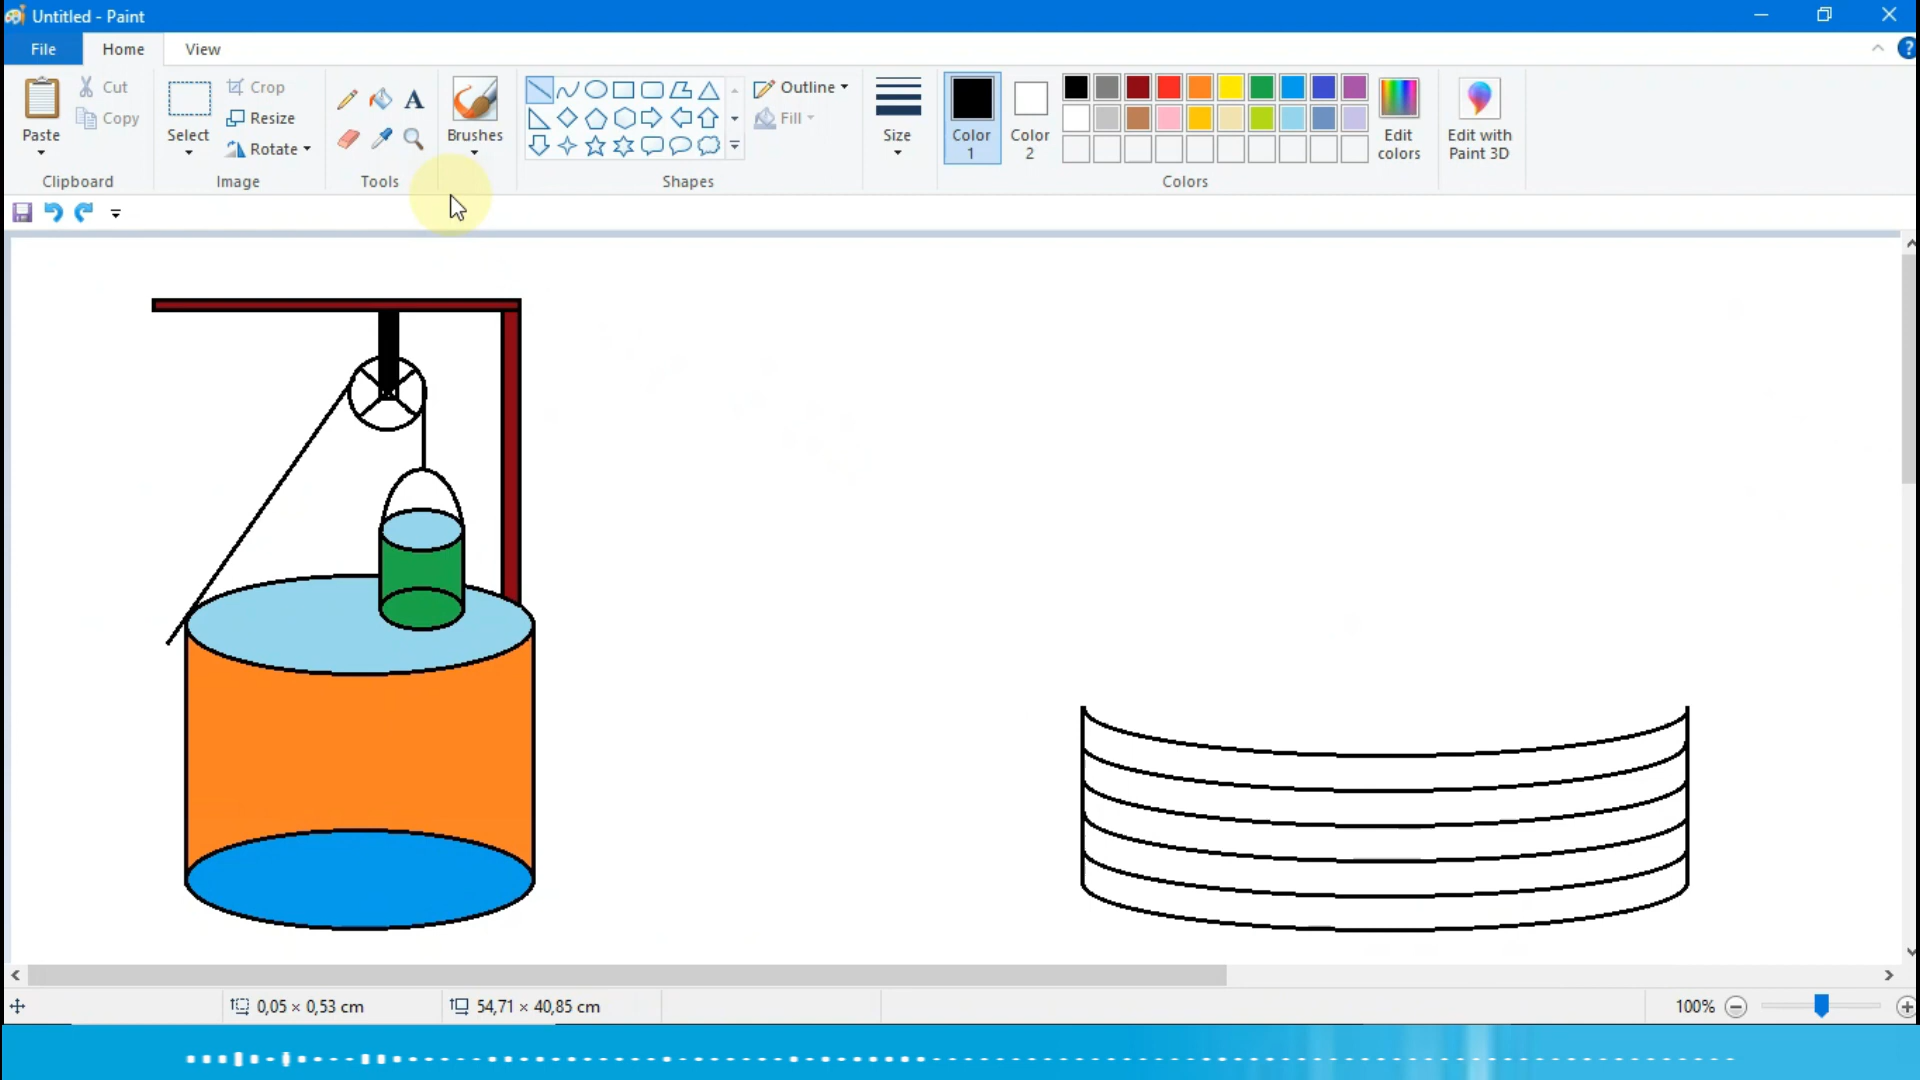 Untitled - Paint
File Home View
Paste Cut Copy Clipboard
Select Crop Resize Rotate Image
A
Tools
Brushes
Shapes
Outline Fill
Size
Color 1
Color 2
Colors
Edit colors
Edit with Paint 3D
0,05 × 0,53 cm 54,71 × 40,85 cm 100%